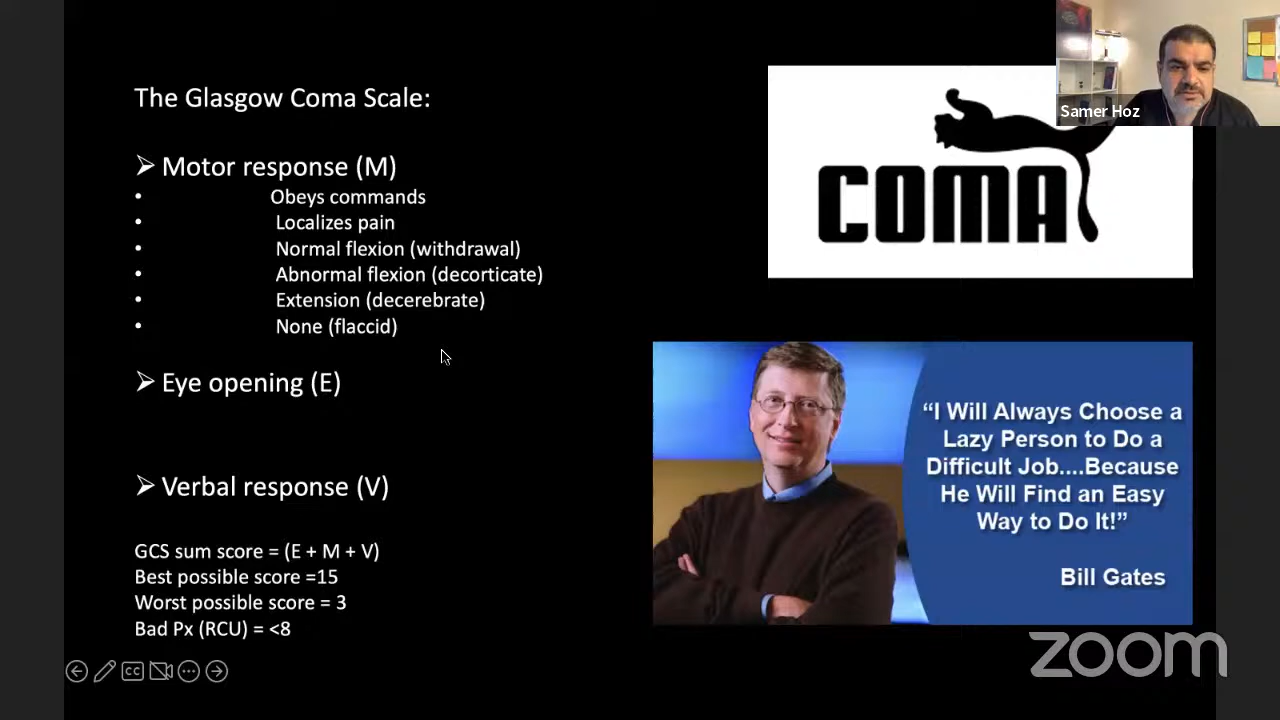 The Glasgow Coma Scale:
➢ Motor response (M)
• Obeys commands
• Localizes pain
• Normal flexion (withdrawal)
• Abnormal flexion (decorticate)
• Extension (decerebrate)
• None (flaccid)
➢ Eye opening (E)
➢ Verbal response (V)
GCS sum score = (E + M + V)
Best possible score =15
Worst possible score = 3
Bad Px (RCU) = <8
COMA
Samer Hoz
“I Will Always Choose a
Lazy Person to Do a
Difficult Job....Because
He Will Find an Easy
Way to Do It!”
Bill Gates
CC
zoom